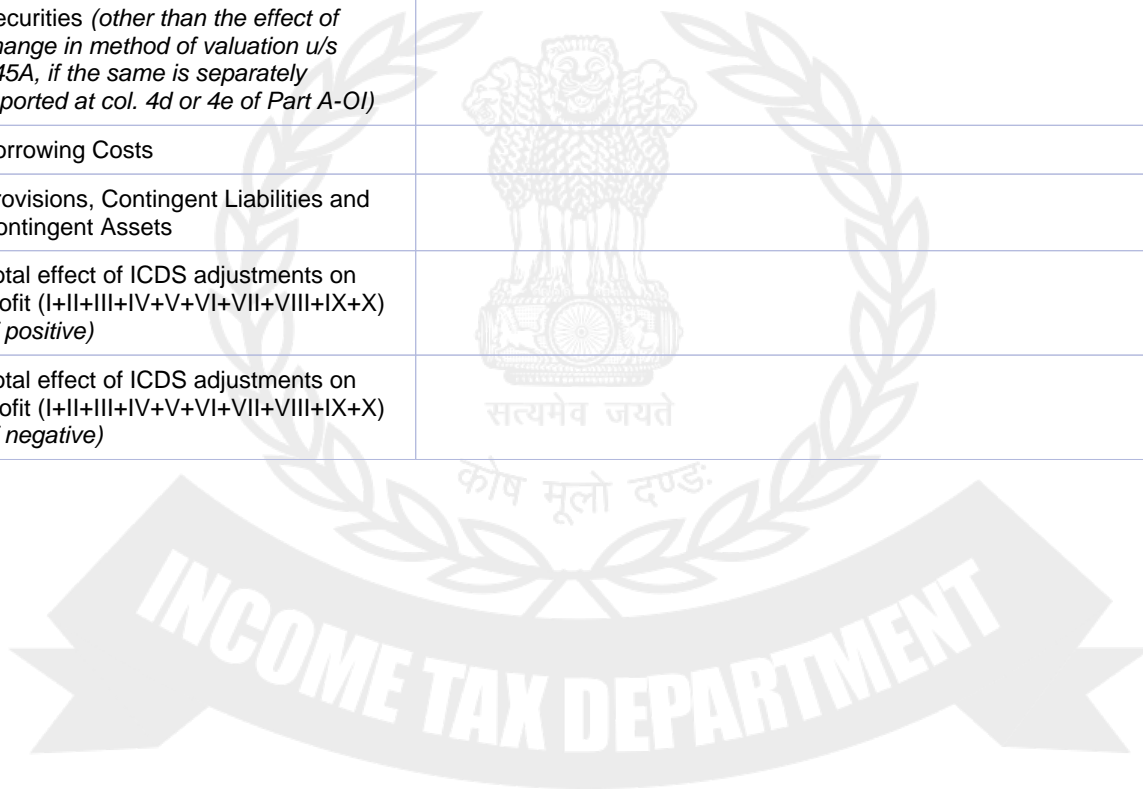 ecurities (other than the effect of
hange in method of valuation u/s
45A, if the same is separately
ported at col. 4d or 4e of Part A-OI)
orrowing Costs
rovisions, Contingent Liabilities and
ontingent Assets
otal effect of ICDS adjustments on
ofit (I+II+III+IV+V+VI+VII+VIII+IX+X)
positive)
otal effect of ICDS adjustments on
ofit (I+II+III+IV+V+VI+VII+VIII+IX+X)
negative)
सत्यमेव जयते
कोष मूलो दण्डः
INCOME TAX DEPARTMENT